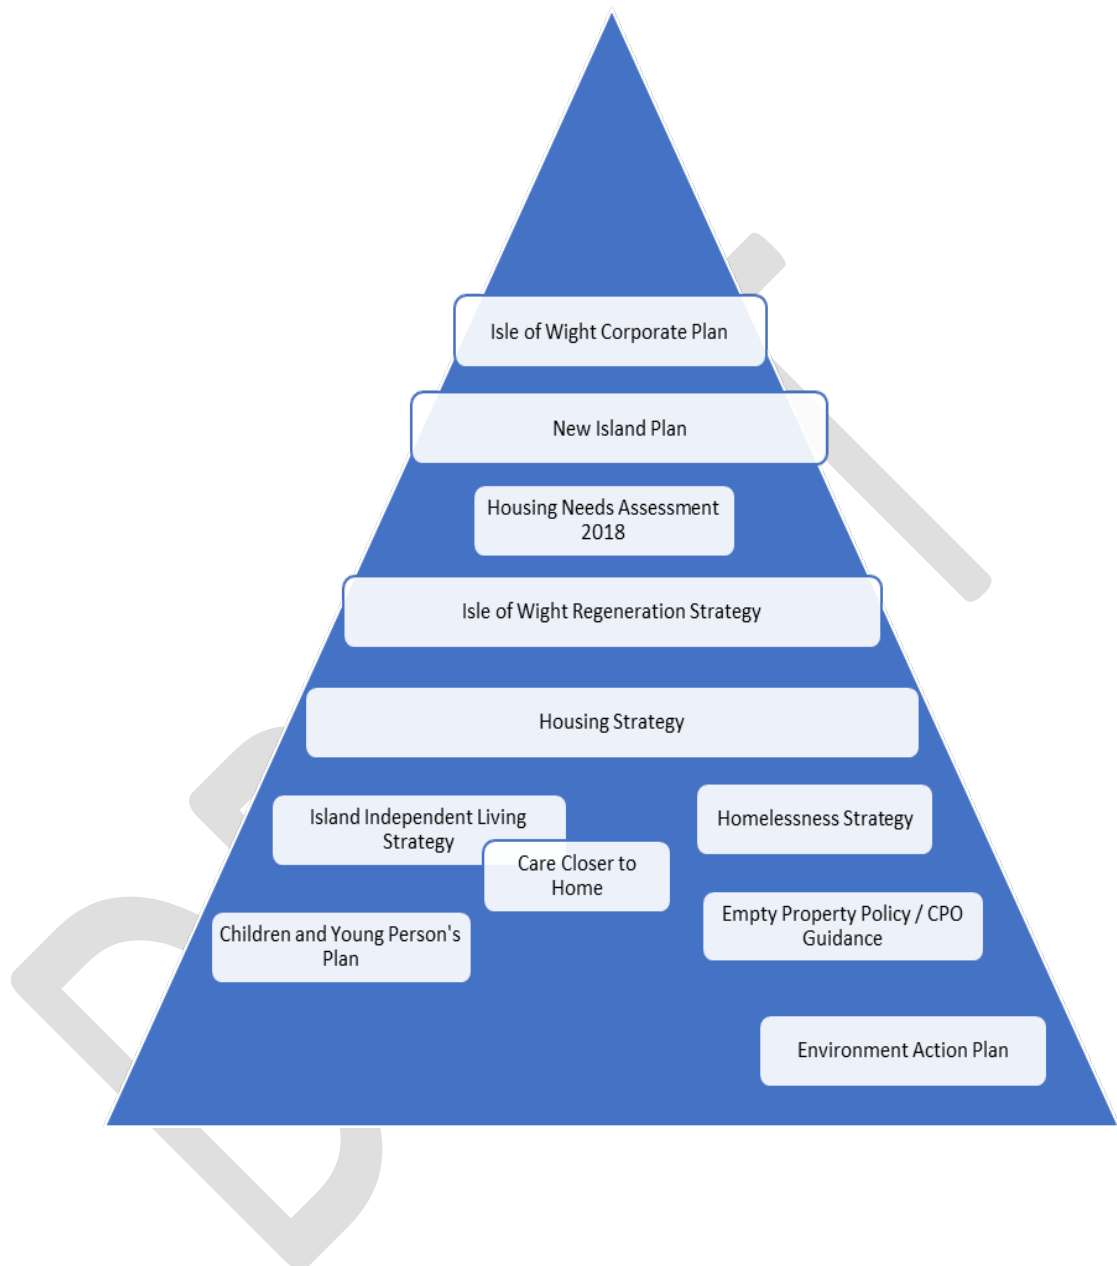 Isle of Wight Corporate Plan
New Island Plan
Housing Needs Assessment
2018
Isle of Wight Regeneration Strategy
Housing Strategy
Island Independent Living
Strategy
Homelessness Strategy
Care Closer to
Home
Empty Property Policy / CPO
Guidance
Children and Young Person's
Plan
Environment Action Plan